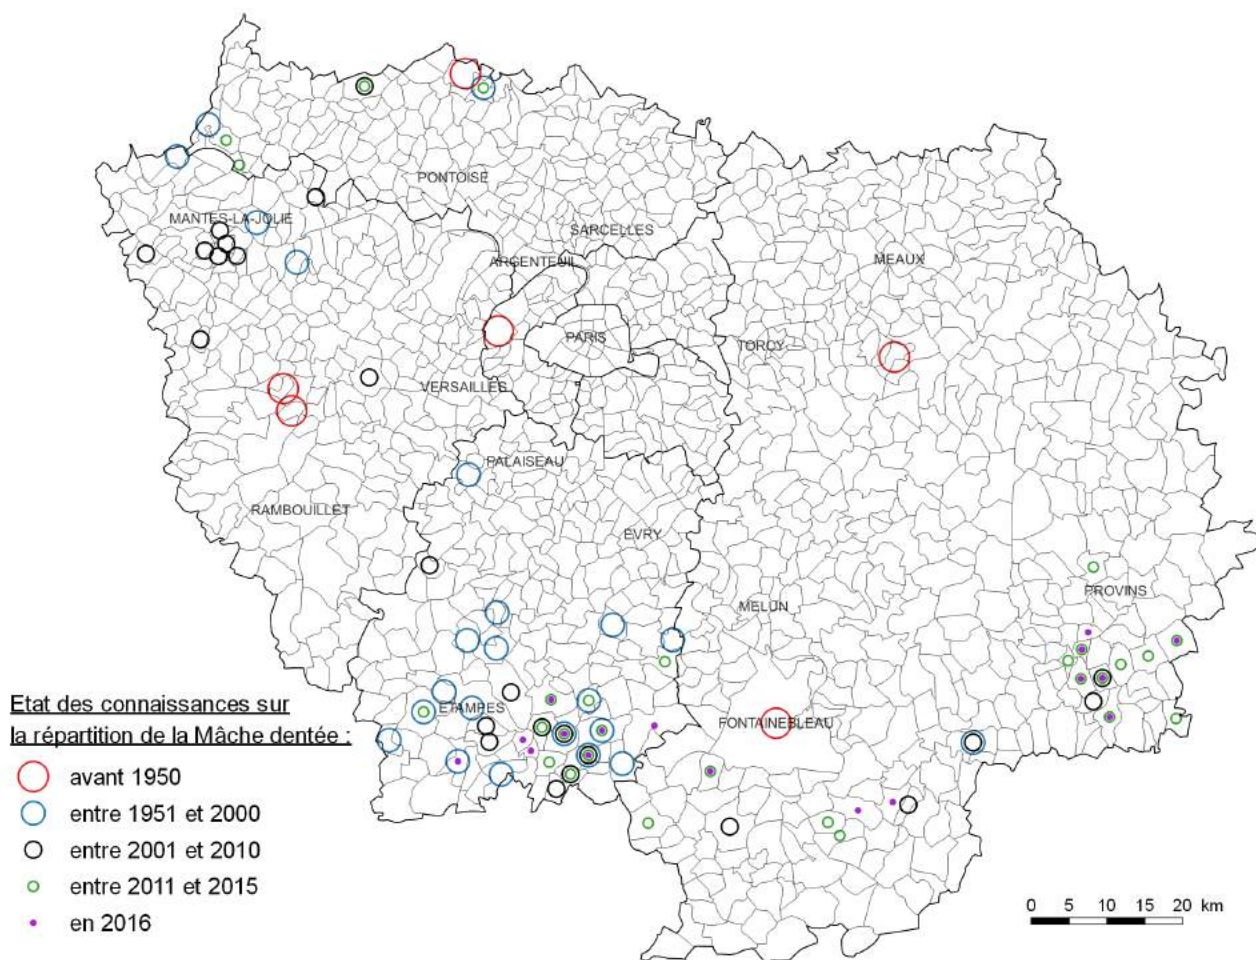 PONTOISE
MANTES-LA-JOLIE
SARCELLES
ARGENTEUIL
MEAUX
PARIS
TORCY
VERSAILLES
PALAISEAU
RAMBOUILLET
EVRY
PROVINS
MELUN
ETAMPES
FONTAINEBLEAU
Etat des connaissances sur
la répartition de la Mâche dentée :
avant 1950
entre 1951 et 2000
entre 2001 et 2010
entre 2011 et 2015
en 2016
0 5 10 15 20 km